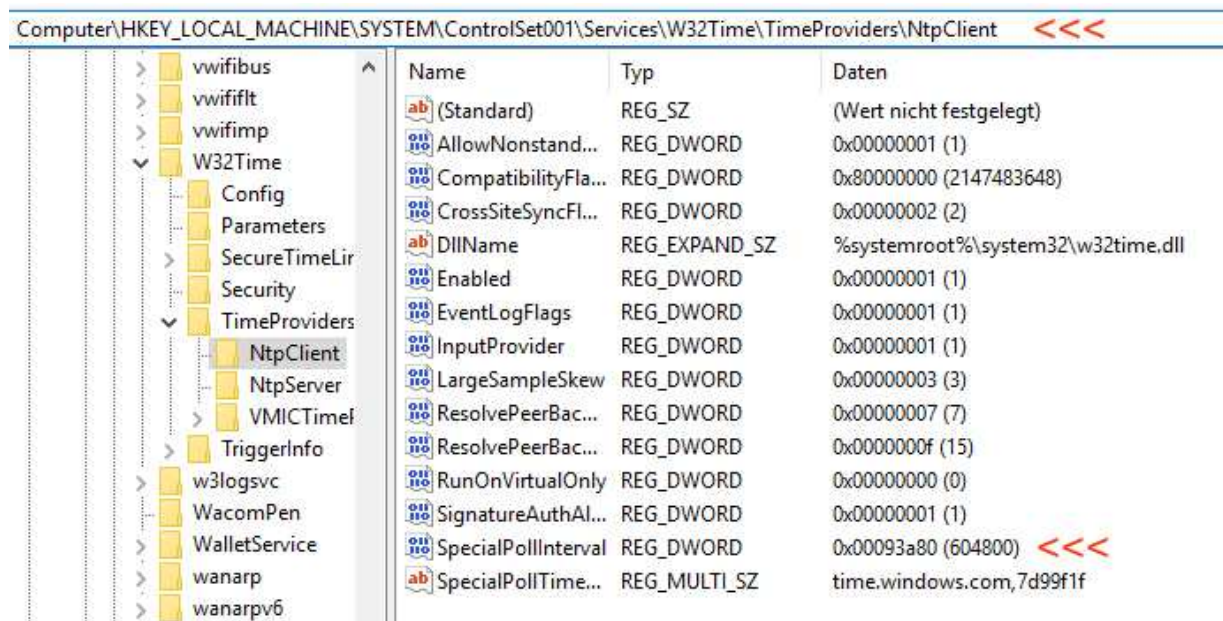 Computer\HKEY_LOCAL_MACHINE\SYSTEM\ControlSet001\Services\W32Time\TimeProviders\NtpClient <<<
vwifibus
vwififlt
vwifimp
W32Time
Config
Parameters
SecureTimeLir
Security
TimeProviders
NtpClient
NtpServer
VMICTimeF
TriggerInfo
w3logsvc
WacomPen
WalletService
wanarp
wanarpv6
Name Typ Daten
(Standard) REG_SZ (Wert nicht festgelegt)
AllowNonstand... REG_DWORD 0x00000001 (1)
CompatibilityFla... REG_DWORD 0x80000000 (2147483648)
CrossSiteSyncFl... REG_DWORD 0x00000002 (2)
DllName REG_EXPAND_SZ %systemroot%\system32\w32time.dll
Enabled REG_DWORD 0x00000001 (1)
EventLogFlags REG_DWORD 0x00000001 (1)
InputProvider REG_DWORD 0x00000001 (1)
LargeSampleSkew REG_DWORD 0x00000003 (3)
ResolvePeerBac... REG_DWORD 0x00000007 (7)
ResolvePeerBac... REG_DWORD 0x0000000f (15)
RunOnVirtualOnly REG_DWORD 0x00000000 (0)
SignatureAuthAl... REG_DWORD 0x00000001 (1)
SpecialPollInterval REG_DWORD 0x00093a80 (604800) <<<
SpecialPollTime... REG_MULTI_SZ time.windows.com,7d99f1f